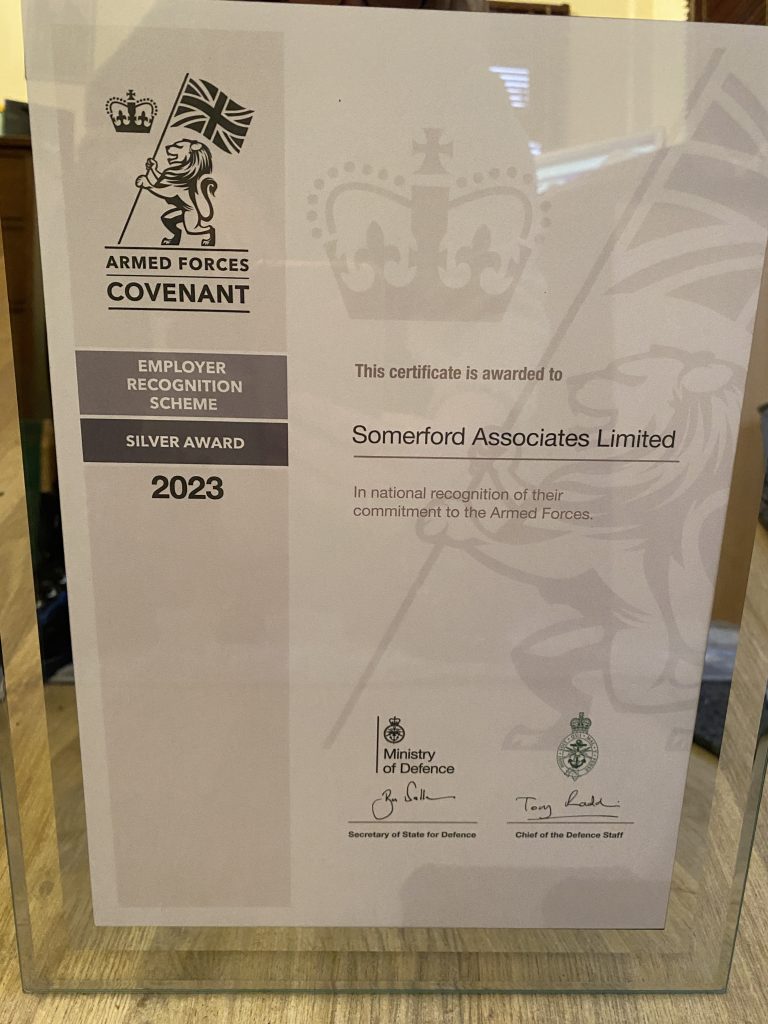 ARMED FORCES
COVENANT
EMPLOYER
RECOGNITION
SCHEME
SILVER AWARD
2023
This certificate is awarded to
Somerford Associates Limited
In national recognition of their
commitment to the Armed Forces.
Ministry
of Defence
Secretary of State for Defence
Tony
Chief of the Defence Staff